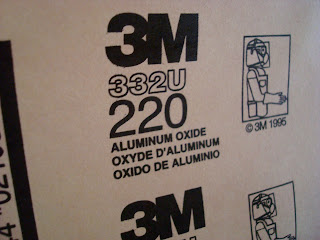 3M
332U
220
ALUMINUM OXIDE
OXYDE D'ALUMINUM
OXIDO DE ALUMINIO
© 3M 1995
3M